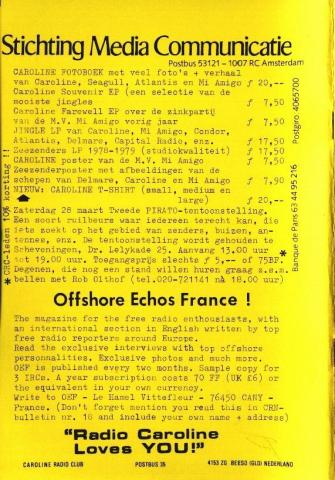 Stichting Media Communicatie
Postbus 53121 – 1007 RC Amsterdam
CAROLINE FOTOBOEK met veel foto's + verhaal
van Caroline, Seagull, Atlantis en Mi Amigo ƒ 20,--
Caroline Souvenir EP (een selectie van de
mooiste jingles ƒ 7,50
Caroline Farewell EP over de zinkpartij
van de M.V. Mi Amigo vorig jaar ƒ 7,50
JINGLE LP van Caroline, Mi Amigo, Condor,
Atlantis, Delmare, Capital Radio, enz. ƒ 17,50
Zeezenders LP 1978-1979 (studiokwaliteit) ƒ 17,50
CAROLINE poster van de M.V. Mi Amigo ƒ 7,50
Zeezenderposter met afbeeldingen van de
schepen van Delmare, Caroline en Mi Amigo ƒ 7,90
NIEUW: CAROLINE T-SHIRT (small, medium en
large) ƒ 20,--
Zaterdag 28 maart Tweede PIRATO-tentoonstelling.
Een soort ruilbeurs waar iedereen terecht kan, die
iets zoekt op het gebied van zenders, buizen, an-
tennes, enz. De tentoonstelling wordt gehouden te
Scheveningen, Dr. Lelykade 25. Aanvang 13.00 uur
tot 19.00 uur. Toegangsprijs slechts ƒ 5,-- of 75BF.
Degenen, die nog een stand willen huren graag z.s.m.
bellen met Rob Olthof (tel.020-721141 na 18.00 uur)
*CRC-leden 10% korting !!
Postgiro 4065700
Banque de Paris 63 44 95 216
Offshore Echos France !
The magazine for the free radio enthusiasts, with
an international section in English written by top
free radio reporters around Europe.
Read the exclusive interviews with top offshore
personnalities. Exclusive photos and much more.
OEF is published every two months. Sample copy for
3 IRCs. A year subscription costs 70 FF (UK £6) or
the equivalent in your own currency.
Write to OEF - Le Hamel Vittefleur - 76450 CANY -
France. (Don't forget mention you read this in CRN-
bulletin nr. 16 and include your own name + address)
"Radio Caroline
Loves YOU!"
CAROLINE RADIO CLUB POSTBUS 35 4153 ZG BEESD (GLD) NEDERLAND